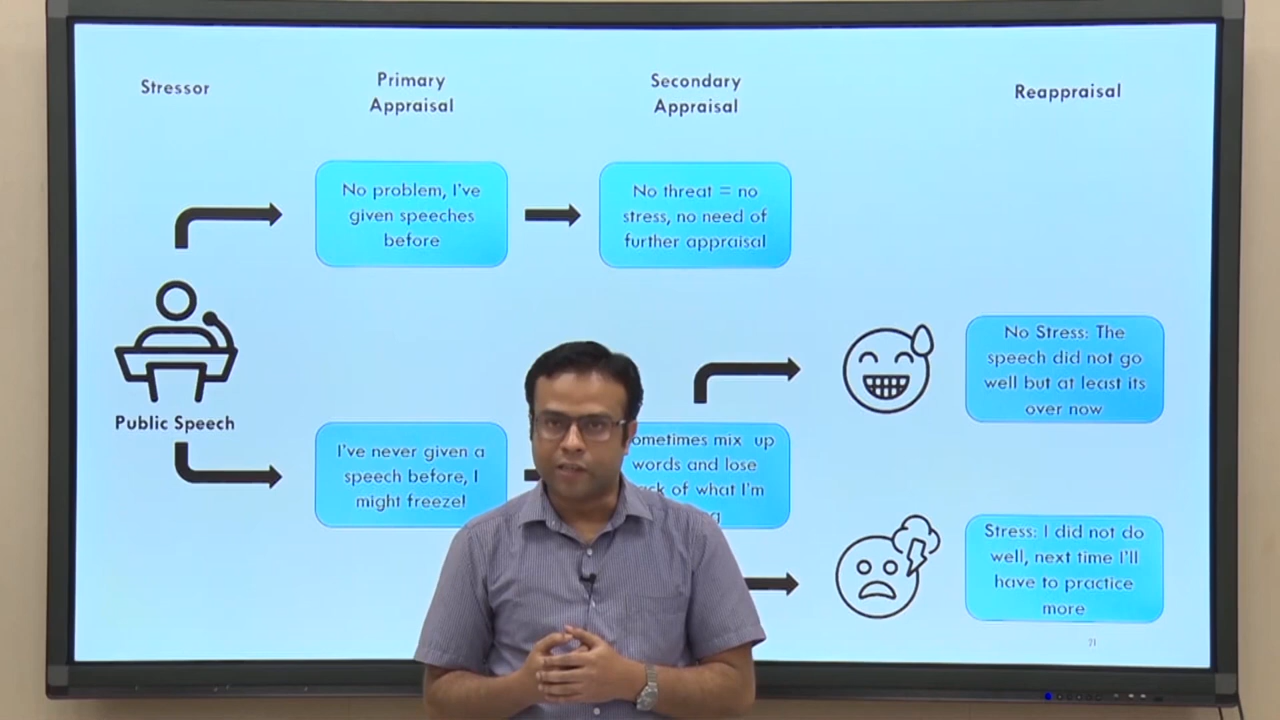 Stressor
Primary
Appraisal
Secondary
Appraisal
Reappraisal
No problem, I've
given speeches
before
No threat = no
stress, no need of
further appraisal
Public Speech
I've never given a
speech before, I
might freeze!
ometimes mix up
words and lose
of what I'm
No Stress: The
speech did not go
well but at least its
over now
Stress: I did not do
well, next time I'll
have to practice
more
21